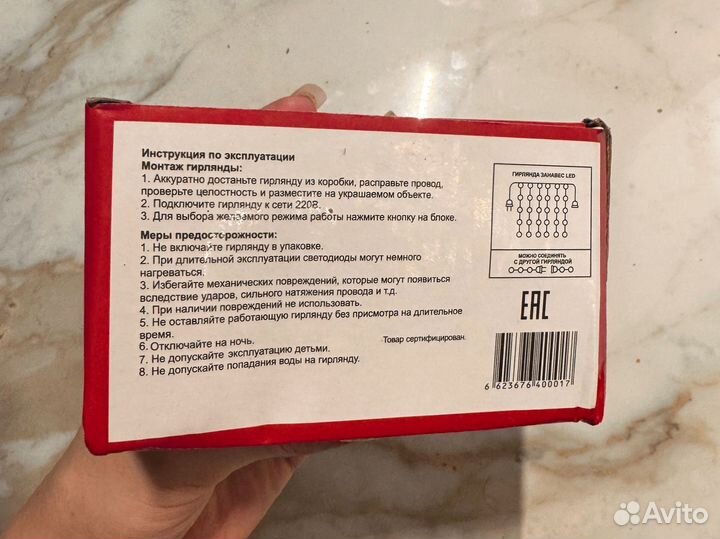 Инструкция по эксплуатации
Монтаж гирлянды:
1. Аккуратно достаньте гирлянду из коробки, расправьте провод,
проверьте целостность и разместите на украшаемом объекте.
2. Подключите гирлянду к сети 220В.
3. Для выбора желаемого режима работы нажмите кнопку на блоке.
Меры предосторожности:
1. Не включайте гирлянду в упаковке.
2. При длительной эксплуатации светодиоды могут немного
нагреваться.
3. Избегайте механических повреждений, которые могут появиться
вследствие ударов, сильного натяжения провода и т.д.
4. При наличии повреждений не использовать.
5. Не оставляйте работающую гирлянду без присмотра на длительное
время.
6. Отключайте на ночь.
7. Не допускайте эксплуатацию детьми.
8. Не допускайте попадания воды на гирлянду.
Товар сертифицирован.
ГИРЛЯНДА ЗАНАВЕС LED
МОЖНО СОЕДИНЯТЬ
С ДРУГОЙ ГИРЛЯНДОЙ
EAC
6 623676 400017
Avito